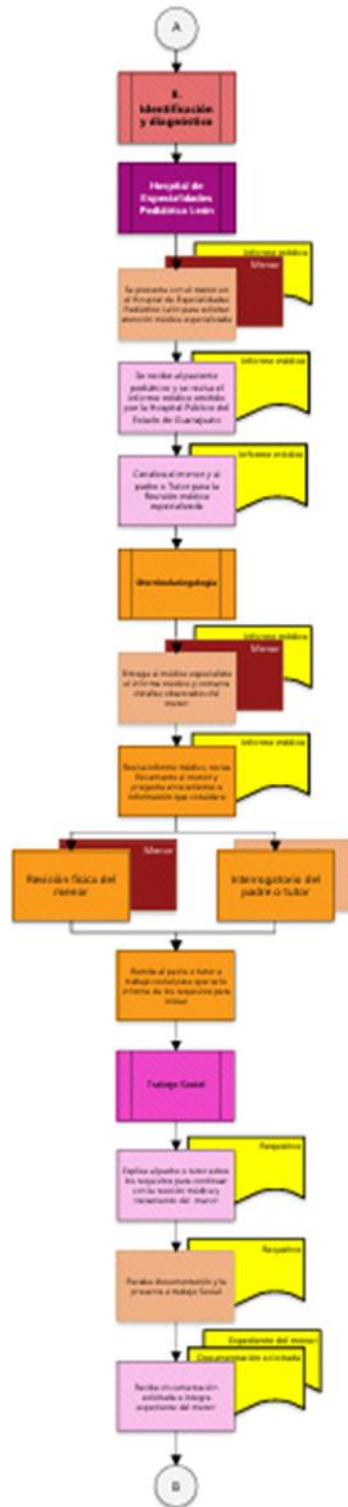 A
II.
Identificación
y diagnóstico
Hospital de
Especialidades
Pediátrico León
Informe médico
Menor
Se presenta con el menor en
el Hospital de Especialidades
Pediátrico León para solicitar
atención médica especializada
Informe médico
Se recibe al paciente
pediátrico y se revisa el
informe médico emitido
por la Hospital Público del
Estado de Guanajuato
Informe médico
Canaliza al menor y al
padre o Tutor para la
Revisión médica
especializada
Otorrinolaringología
Informe médico
Menor
Entrega al médico especialista
el informe médico y comenta
detalles observados del
menor
Informe médico
Revisa informe médico, revisa
físicamente al menor y
pregunta antecedentes e
información que considere
Menor
Revisión física del
menor
Interrogatorio del
padre o tutor
Remite al padre o tutor a
trabajo social para que se le
informe de los requisitos para
iniciar
Trabajo Social
Requisitos
Explica al padre o tutor sobre
los requisitos para continuar
con la revisión médica y
tratamiento del menor
Requisitos
Recaba documentación y la
presenta a trabajo Social
Expediente del menor
Documentación solicitada
Recibe documentación
solicitada e integra
expediente del menor
B